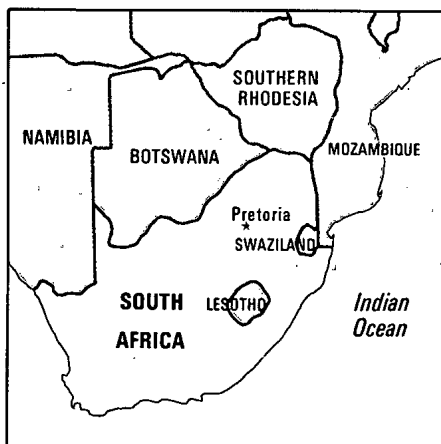 SOUTHERN
RHODESIA
NAMIBIA
BOTSWANA
MOZAMBIQUE
Pretoria
SWAZILAND
SOUTH
AFRICA
LESOTHO
Indian
Ocean